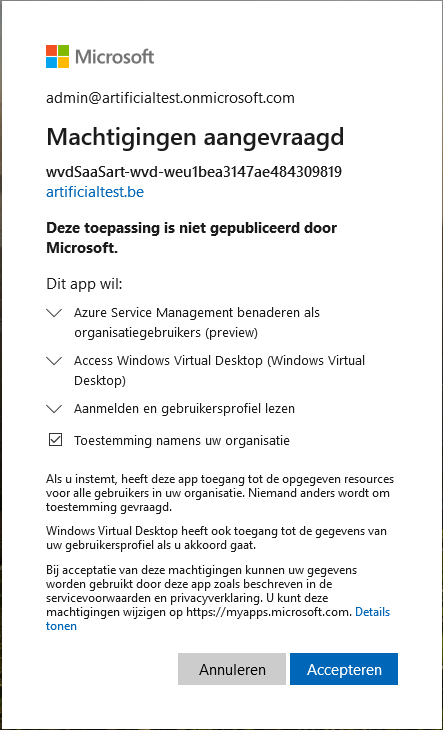 Microsoft
admin@artificialtest.onmicrosoft.com
Machtigingen aangevraagd
wvdSaaSart-wvd-weu1bea3147ae484309819
artificialtest.be
Deze toepassing is niet gepubliceerd door
Microsoft.
Dit app wil:
Azure Service Management benaderen als
organisatiegebruikers (preview)
Access Windows Virtual Desktop (Windows Virtual
Desktop)
Aanmelden en gebruikersprofiel lezen
Toestemming namens uw organisatie
Als u instemt, heeft deze app toegang tot de opgegeven resources
voor alle gebruikers in uw organisatie. Niemand anders wordt om
toestemming gevraagd.
Windows Virtual Desktop heeft ook toegang tot de gegevens van
uw gebruikersprofiel als u akkoord gaat.
Bij acceptatie van deze machtigingen kunnen uw gegevens
worden gebruikt door deze app zoals beschreven in de
servicevoorwaarden en privacyverklaring. U kunt deze
machtigingen wijzigen op https://myapps.microsoft.com. Details
tonen
Annuleren
Accepteren